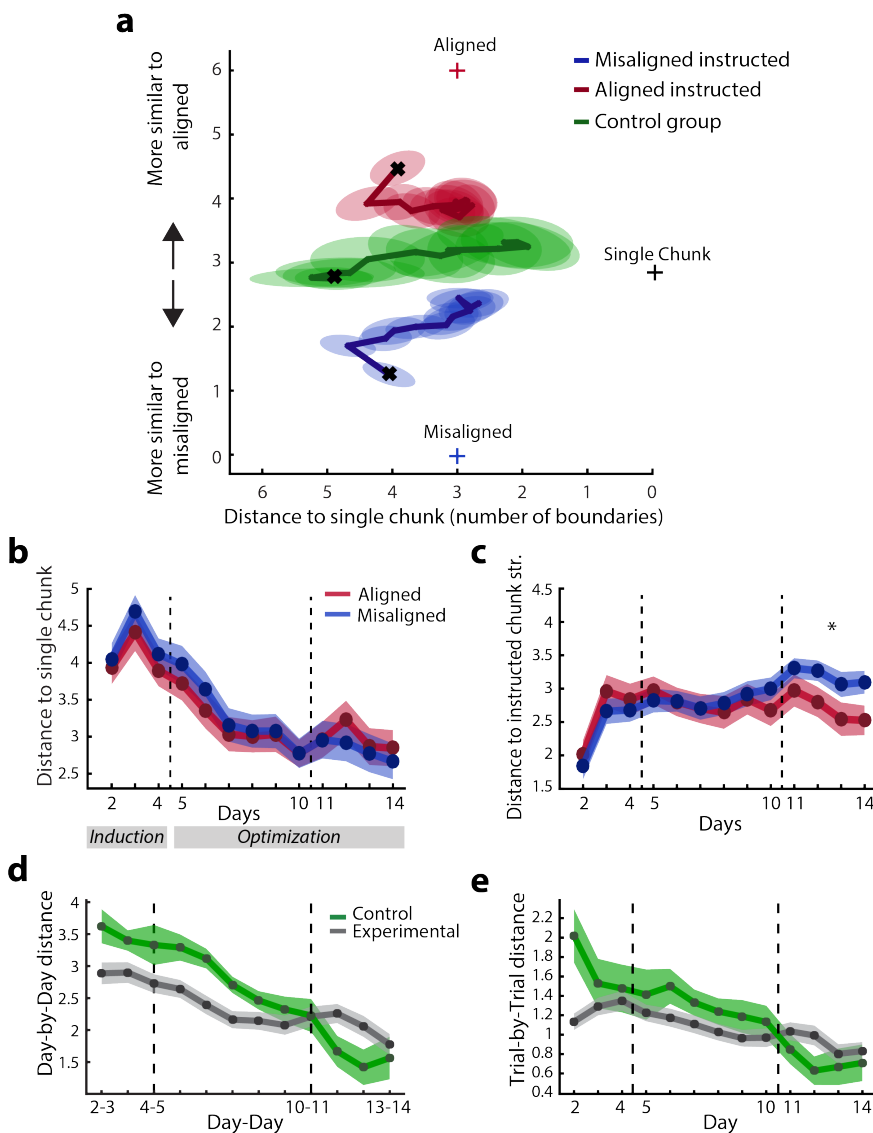 a
Aligned
Misaligned instructed
Aligned instructed
Control group
More similar to
aligned
More similar to
misaligned
6
5
4
3
2
1
0
Single Chunk
Misaligned
6 5 4 3 2 1 0
Distance to single chunk (number of boundaries)
b
Distance to single chunk
5
4.5
4
3.5
3
2.5
Aligned
Misaligned
2 4 5 10 11 14
Days
Induction Optimization
c
Distance to instructed chunk str.
4.5
4
3.5
3
2.5
2
1.5
*
2 4 5 10 11 14
Days
d
Day-by-Day distance
4
3.5
3
2.5
2
1.5
Control
Experimental
2-3 4-5 10-11 13-14
Day-Day
e
Trial-by-Trial distance
2.2
2
1.8
1.6
1.4
1.2
1
0.8
0.6
0.4
2 4 5 10 11 14
Day